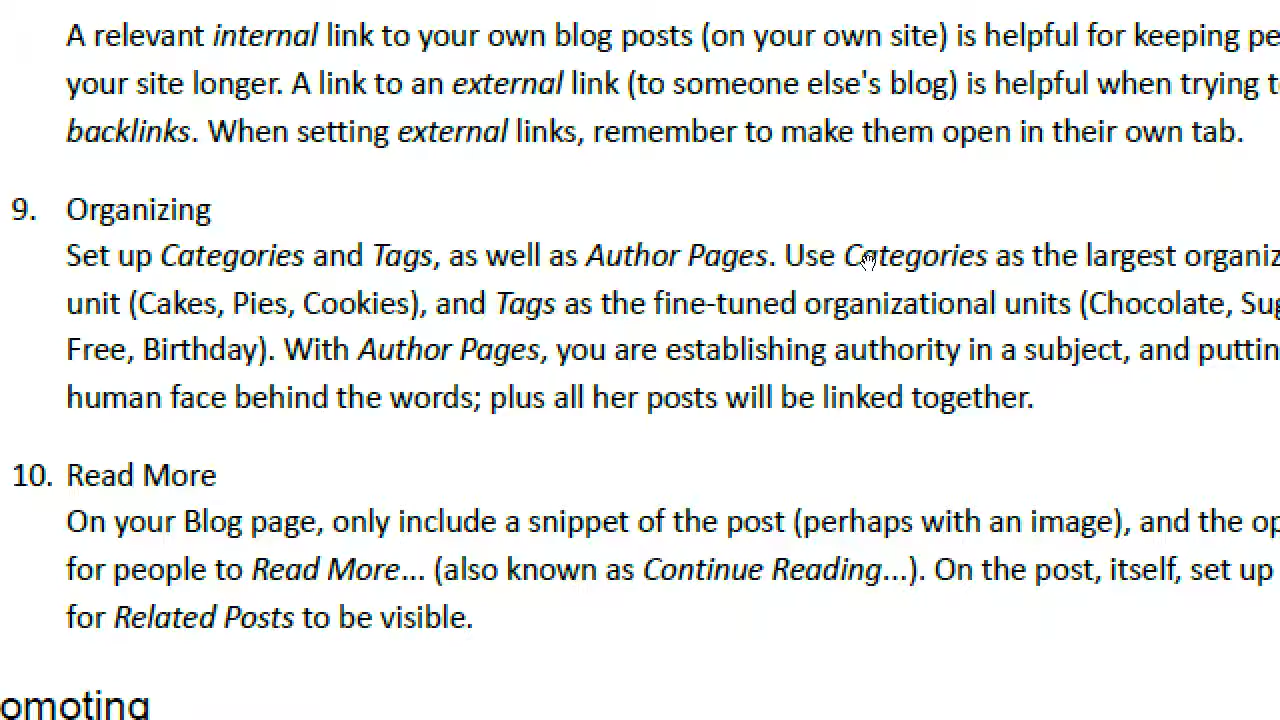 A relevant internal link to your own blog posts (on your own site) is helpful for keeping pe
your site longer. A link to an external link (to someone else's blog) is helpful when trying t
backlinks. When setting external links, remember to make them open in their own tab.
9. Organizing
Set up Categories and Tags, as well as Author Pages. Use Categories as the largest organiz
unit (Cakes, Pies, Cookies), and Tags as the fine-tuned organizational units (Chocolate, Sug
Free, Birthday). With Author Pages, you are establishing authority in a subject, and puttin
human face behind the words; plus all her posts will be linked together.
10. Read More
On your Blog page, only include a snippet of the post (perhaps with an image), and the op
for people to Read More... (also known as Continue Reading...). On the post, itself, set up
for Related Posts to be visible.
omoting